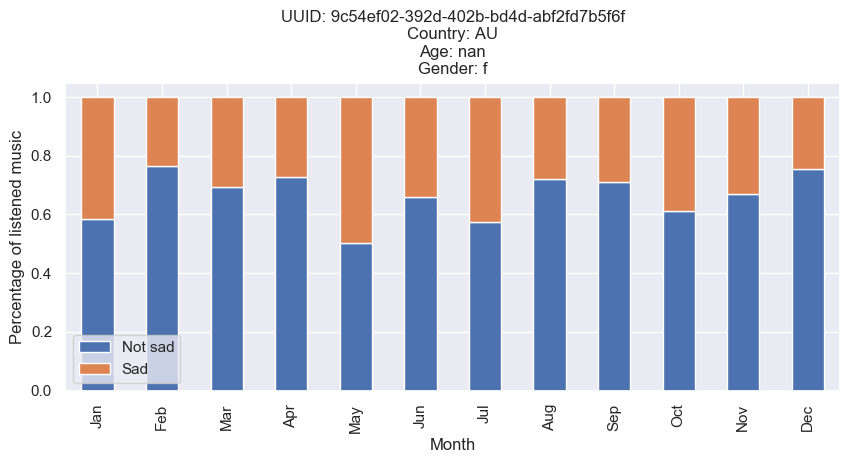 UUID: 9c54ef02-392d-402b-bd4d-abf2fd7b5f6f
Country: AU
Age: nan
Gender: f
Percentage of listened music
1.0
0.8
0.6
0.4
0.2
0.0
Not sad
Sad
Jan Feb Mar Apr May Jun Jul Aug Sep Oct Nov Dec
Month